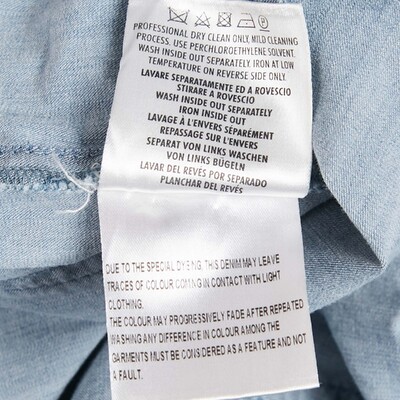 PROFESSIONAL DRY CLEAN ONLY, MILD CLEANING
PROCESS. USE PERCHLOROETHYLENE SOLVENT.
WASH INSIDE OUT SEPARATELY IRON AT LOW
TEMPERATURE ON REVERSE SIDE ONLY.
LAVARE SEPARATAMENTE ED A ROVESCIO
STIRARE A ROVESCIO
WASH INSIDE OUT SEPARATELY
IRON INSIDE OUT
LAVAGE À L'ENVERS SÉPARÉMENT
REPASSAGE SUR L'ENVERS
SEPARAT VON LINKS WASCHEN
VON LINKS BÜGELN
LAVAR DEL REVÉS POR SEPARADO
PLANCHAR DEL REVÉS
DUE TO THE SPECIAL DYEING, THIS DENIM MAY LEAVE
TRACES OF COLOUR COMING IN CONTACT WITH LIGHT
CLOTHING.
THE COLOUR MAY PROGRESSIVELY FADE AFTER REPEATED
WASHING ANY DIFFERENCE IN COLOUR AMONG THE
GARMENTS MUST BE CONSIDERED AS A FEATURE AND NOT
A FAULT.